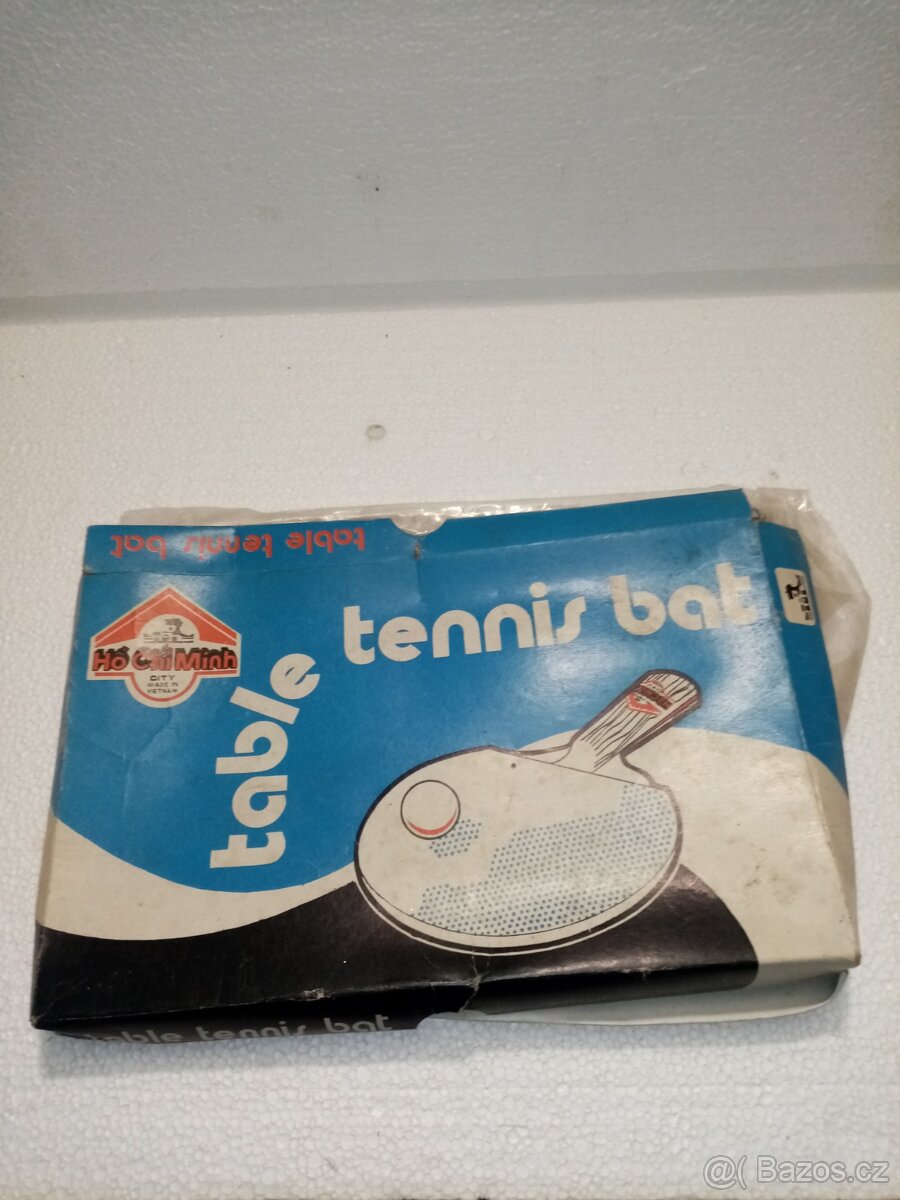 table tennis bat
Hồ Chí Minh
CITY
MADE IN
VIETNAM
table tennis bat
table tennis bat
@( Bazos.cz